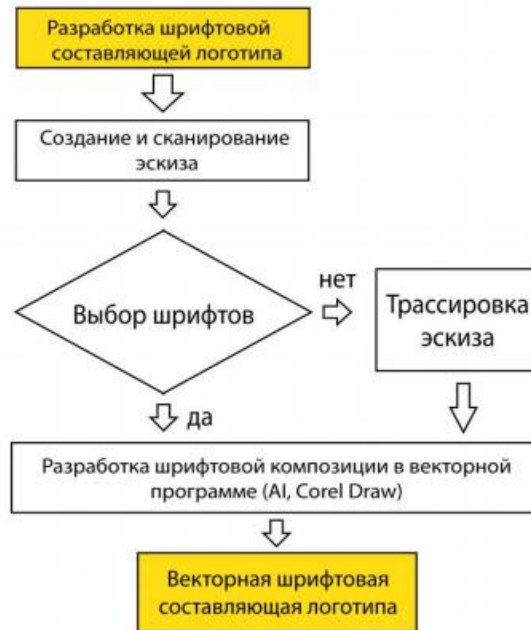 Разработка шрифтовой
составляющей логотипа
Создание и сканирование
эскиза
Выбор шрифтов
нет
Трассировка
эскиза
да
Разработка шрифтовой композиции в векторной
программе (AI, Corel Draw)
Векторная шрифтовая
составляющая логотипа